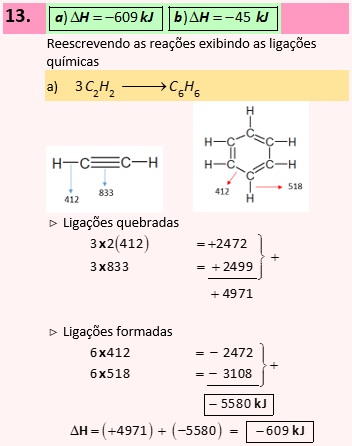 13. a) ΔH = −609 kJ b) ΔH = −45 kJ
Reescrevendo as reações exibindo as ligações
químicas
a) 3 C₂H₂ ⟶ C₆H₆
H—C≡C—H
412 833
H
H—C C—H
C
H—C C—H
C
H
412 518
▷ Ligações quebradas
3 x 2(412) = +2472
3 x 833 = + 2499 +
+ 4971
▷ Ligações formadas
6 x 412 = − 2472
6 x 518 = − 3108 +
− 5580 kJ
ΔH = (+4971) + (−5580) = −609 kJ